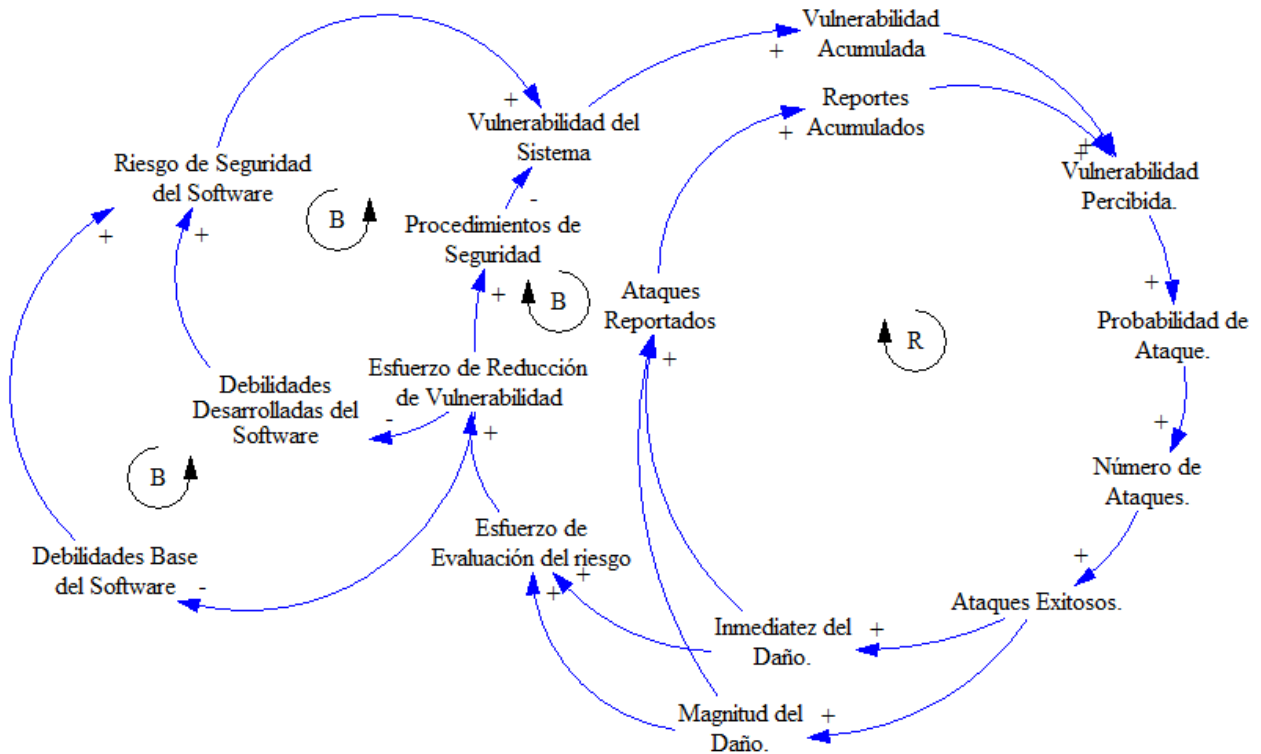 Vulnerabilidad
Acumulada
+
Reportes
Acumulados
+
+
Vulnerabilidad del
Sistema
Riesgo de Seguridad
del Software
+
+
Vulnerabilidad
Percibida.
B
-
Procedimientos de
Seguridad
+
+
+
B
Ataques
Reportados
+
+
Probabilidad de
Ataque.
R
Esfuerzo de Reducción
de Vulnerabilidad
+
Debilidades
Desarrolladas del
Software
-
+
+
Número de
Ataques.
B
Esfuerzo de
Evaluación del riesgo
+
+
+
Debilidades Base
del Software
-
Ataques Exitosos.
Inmediatez del
Daño.
+
Magnitud del
Daño.
+